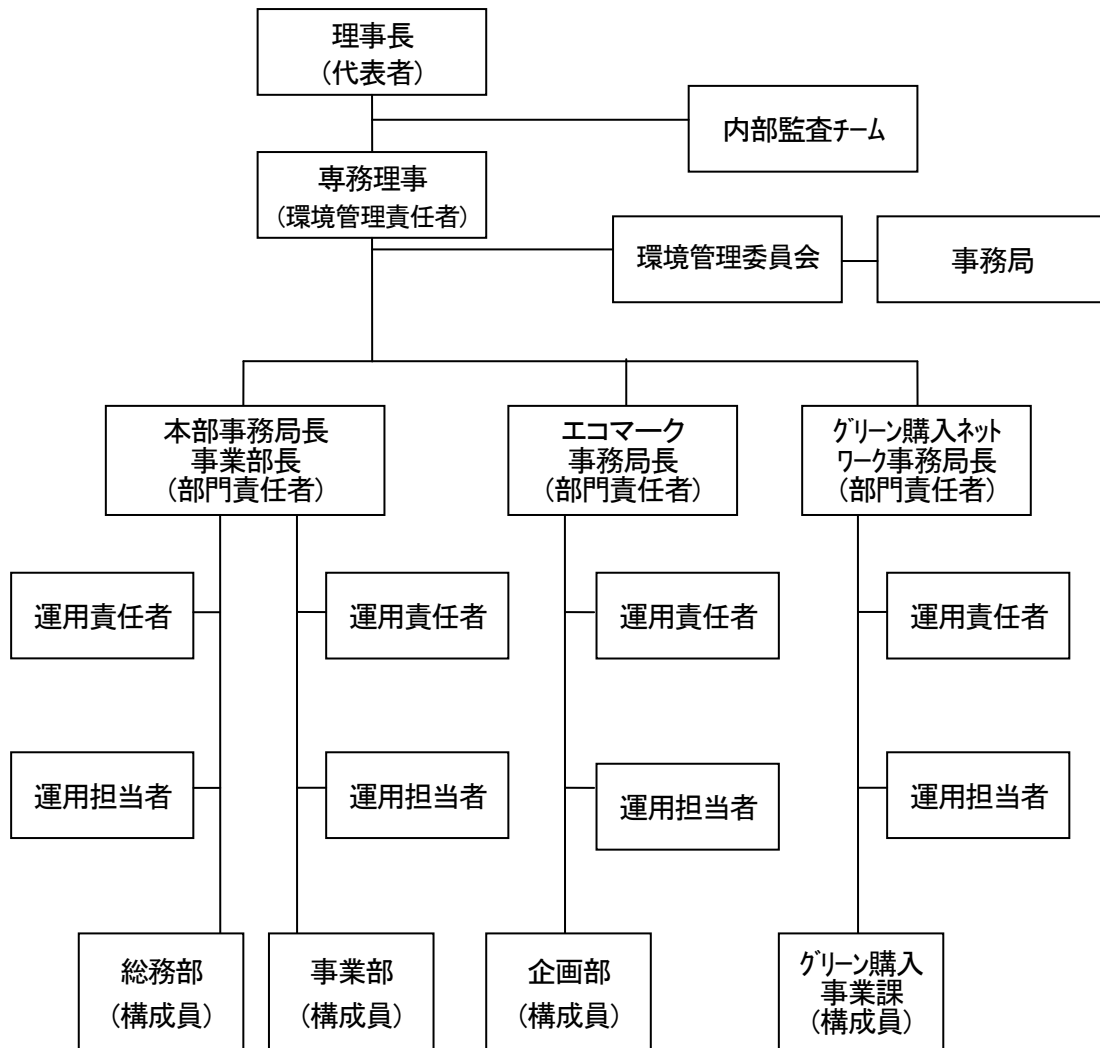 理事長
(代表者)
内部監査チーム
専務理事
(環境管理責任者)
環境管理委員会
事務局
本部事務局長
事業部長
(部門責任者)
エコマーク
事務局長
(部門責任者)
グリーン購入ネット
ワーク事務局長
(部門責任者)
運用責任者
運用責任者
運用責任者
運用責任者
運用担当者
運用担当者
運用担当者
運用担当者
総務部
(構成員)
事業部
(構成員)
企画部
(構成員)
グリーン購入
事業課
(構成員)